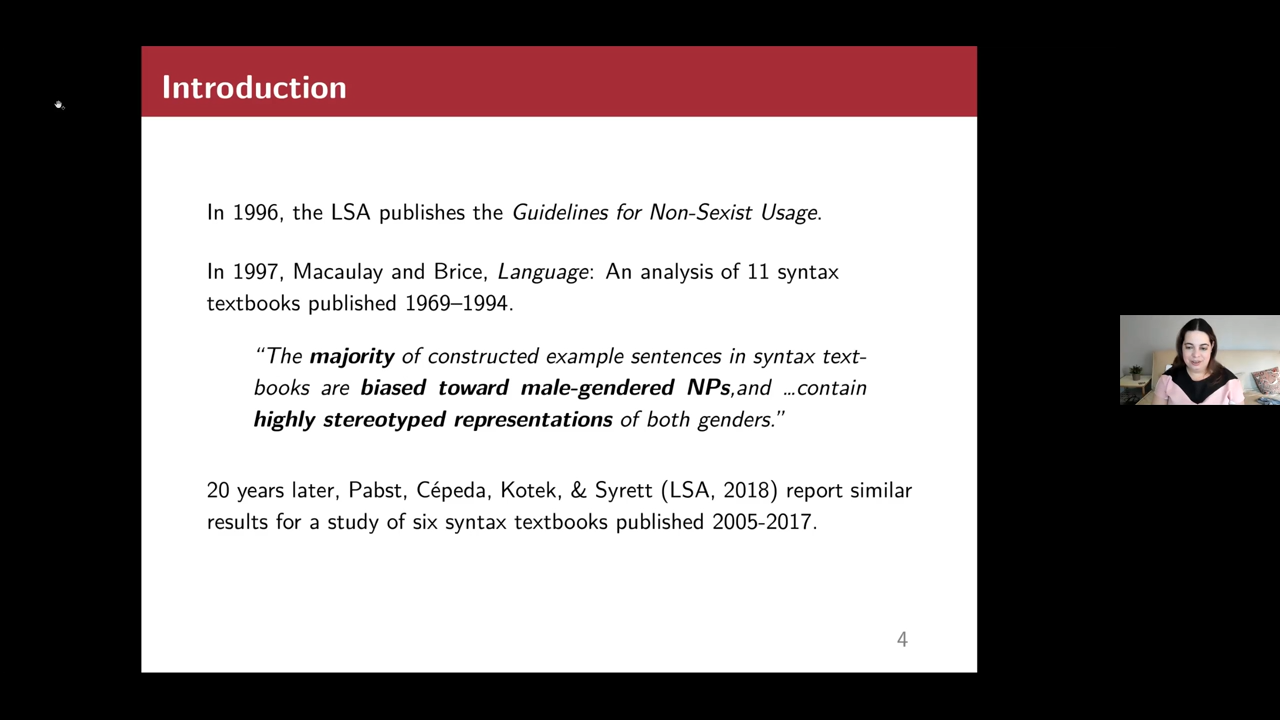 Introduction
In 1996, the LSA publishes the Guidelines for Non-Sexist Usage.
In 1997, Macaulay and Brice, Language: An analysis of 11 syntax
textbooks published 1969–1994.
“The majority of constructed example sentences in syntax text-
books are biased toward male-gendered NPs,and ...contain
highly stereotyped representations of both genders.”
20 years later, Pabst, Cépeda, Kotek, & Syrett (LSA, 2018) report similar
results for a study of six syntax textbooks published 2005-2017.
4